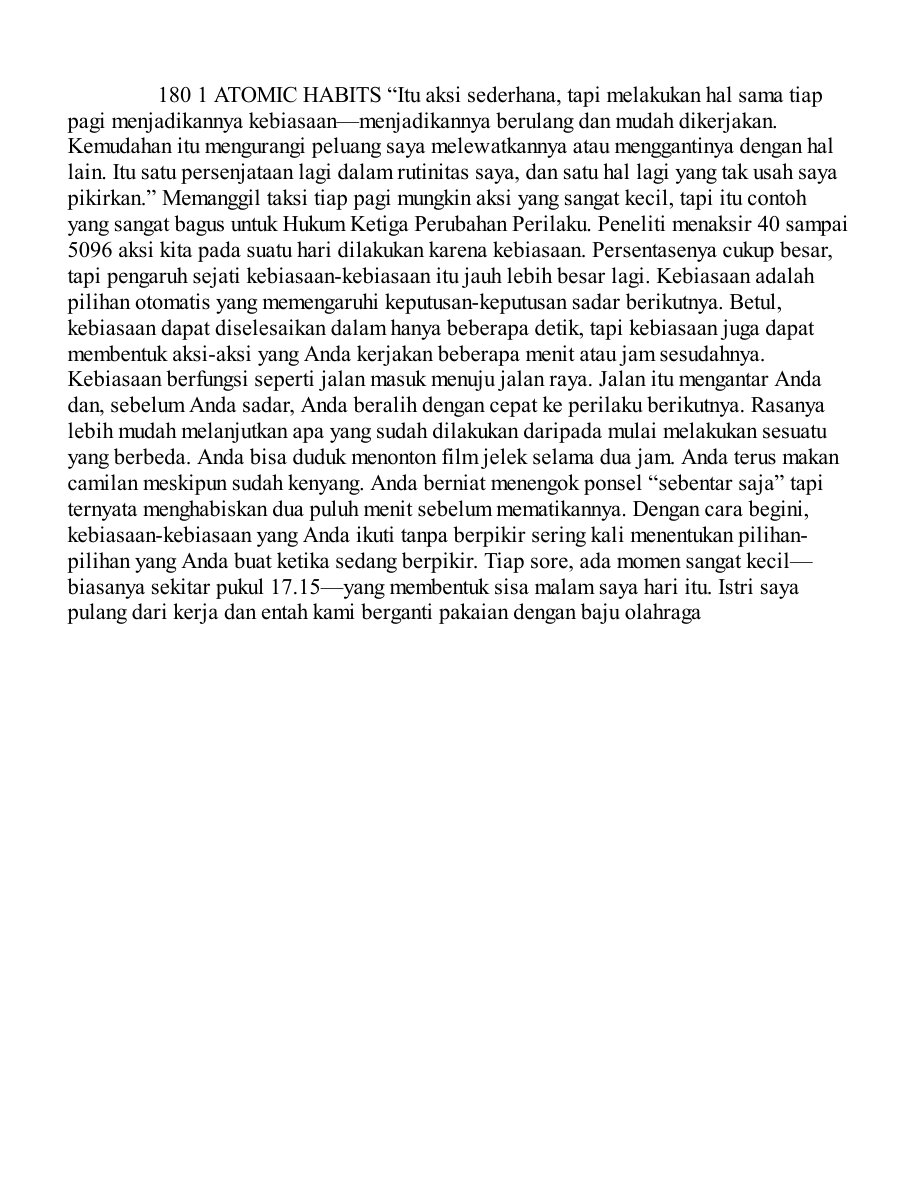 180 1 ATOMIC HABITS “Itu aksi sederhana, tapi melakukan hal sama tiap
pagi menjadikannya kebiasaan—menjadikannya berulang dan mudah dikerjakan.
Kemudahan itu mengurangi peluang saya melewatkannya atau menggantinya dengan hal
lain. Itu satu persenjataan lagi dalam rutinitas saya, dan satu hal lagi yang tak usah saya
pikirkan.” Memanggil taksi tiap pagi mungkin aksi yang sangat kecil, tapi itu contoh
yang sangat bagus untuk Hukum Ketiga Perubahan Perilaku. Peneliti menaksir 40 sampai
5096 aksi kita pada suatu hari dilakukan karena kebiasaan. Persentasenya cukup besar,
tapi pengaruh sejati kebiasaan-kebiasaan itu jauh lebih besar lagi. Kebiasaan adalah
pilihan otomatis yang memengaruhi keputusan-keputusan sadar berikutnya. Betul,
kebiasaan dapat diselesaikan dalam hanya beberapa detik, tapi kebiasaan juga dapat
membentuk aksi-aksi yang Anda kerjakan beberapa menit atau jam sesudahnya.
Kebiasaan berfungsi seperti jalan masuk menuju jalan raya. Jalan itu mengantar Anda
dan, sebelum Anda sadar, Anda beralih dengan cepat ke perilaku berikutnya. Rasanya
lebih mudah melanjutkan apa yang sudah dilakukan daripada mulai melakukan sesuatu
yang berbeda. Anda bisa duduk menonton film jelek selama dua jam. Anda terus makan
camilan meskipun sudah kenyang. Anda berniat menengok ponsel “sebentar saja” tapi
ternyata menghabiskan dua puluh menit sebelum mematikannya. Dengan cara begini,
kebiasaan-kebiasaan yang Anda ikuti tanpa berpikir sering kali menentukan pilihan-
pilihan yang Anda buat ketika sedang berpikir. Tiap sore, ada momen sangat kecil—
biasanya sekitar pukul 17.15—yang membentuk sisa malam saya hari itu. Istri saya
pulang dari kerja dan entah kami berganti pakaian dengan baju olahraga